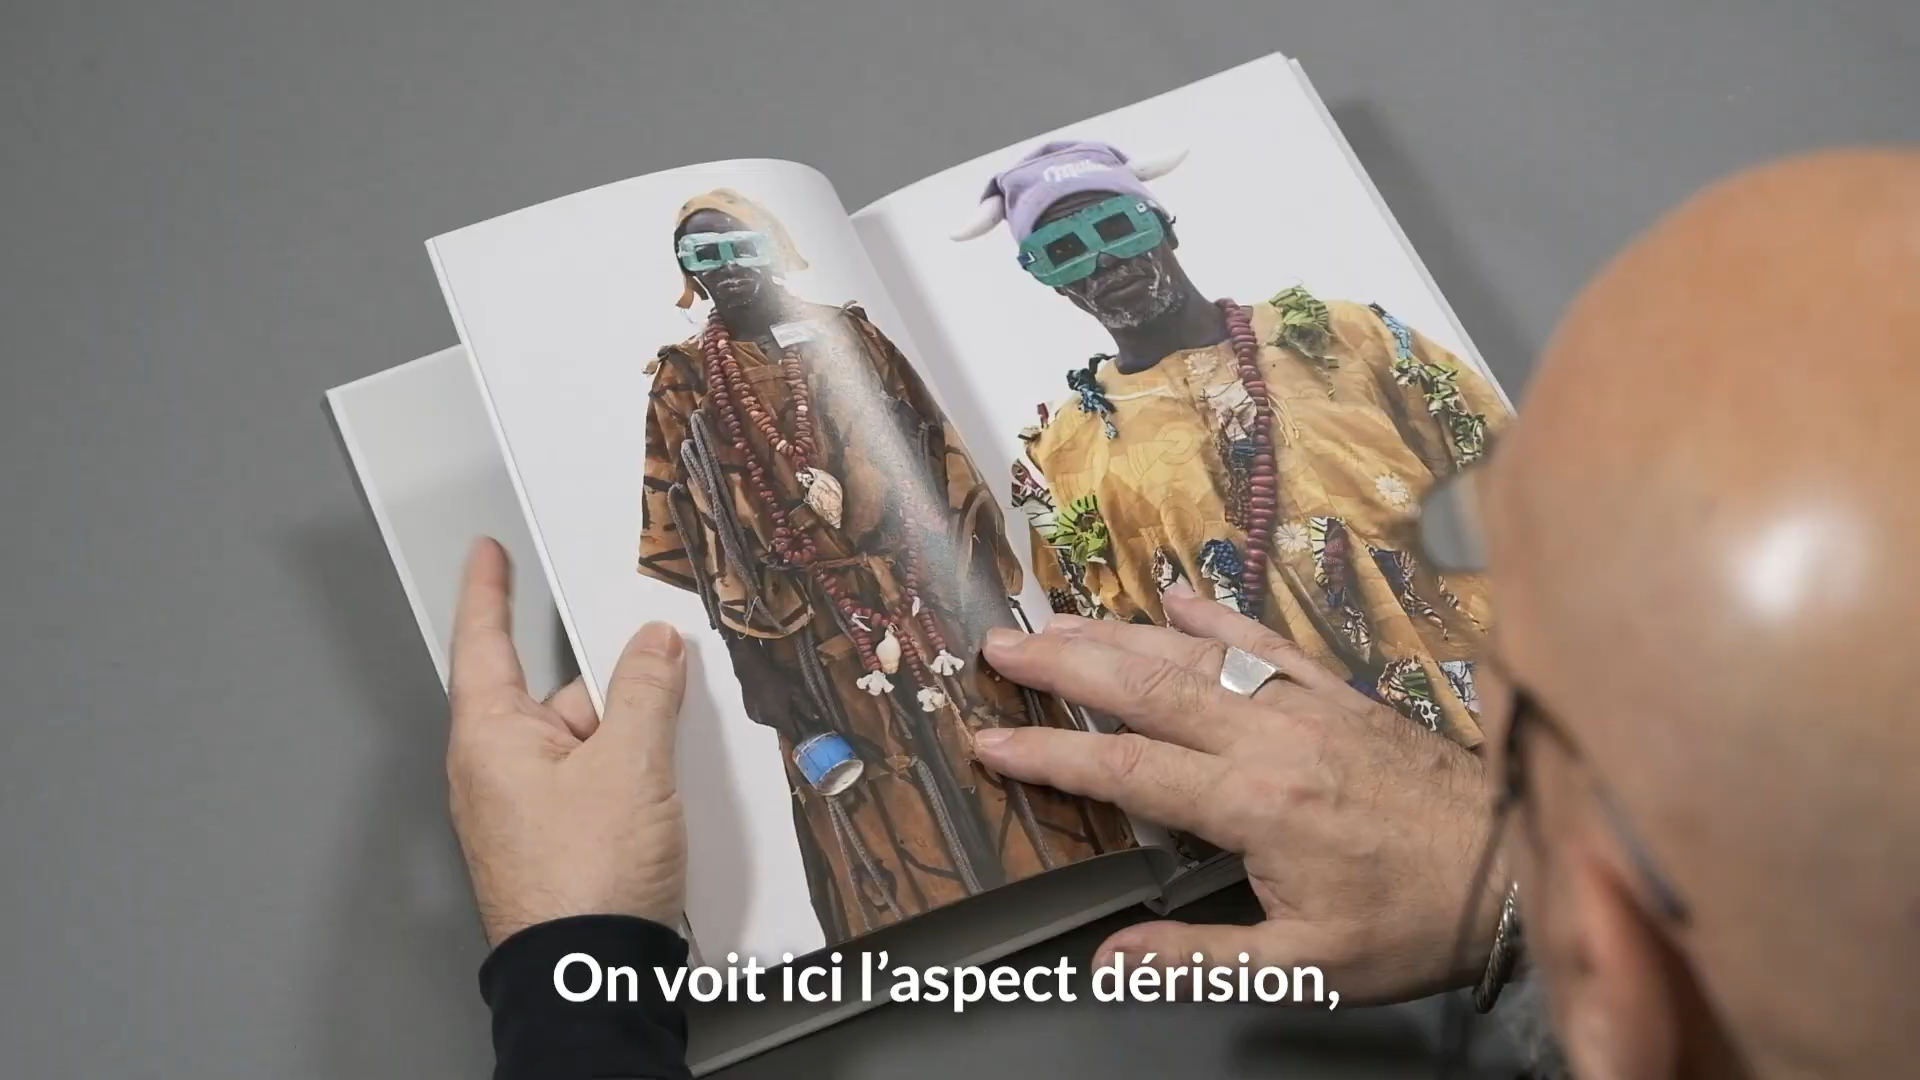 On voit ici l’aspect dérision,